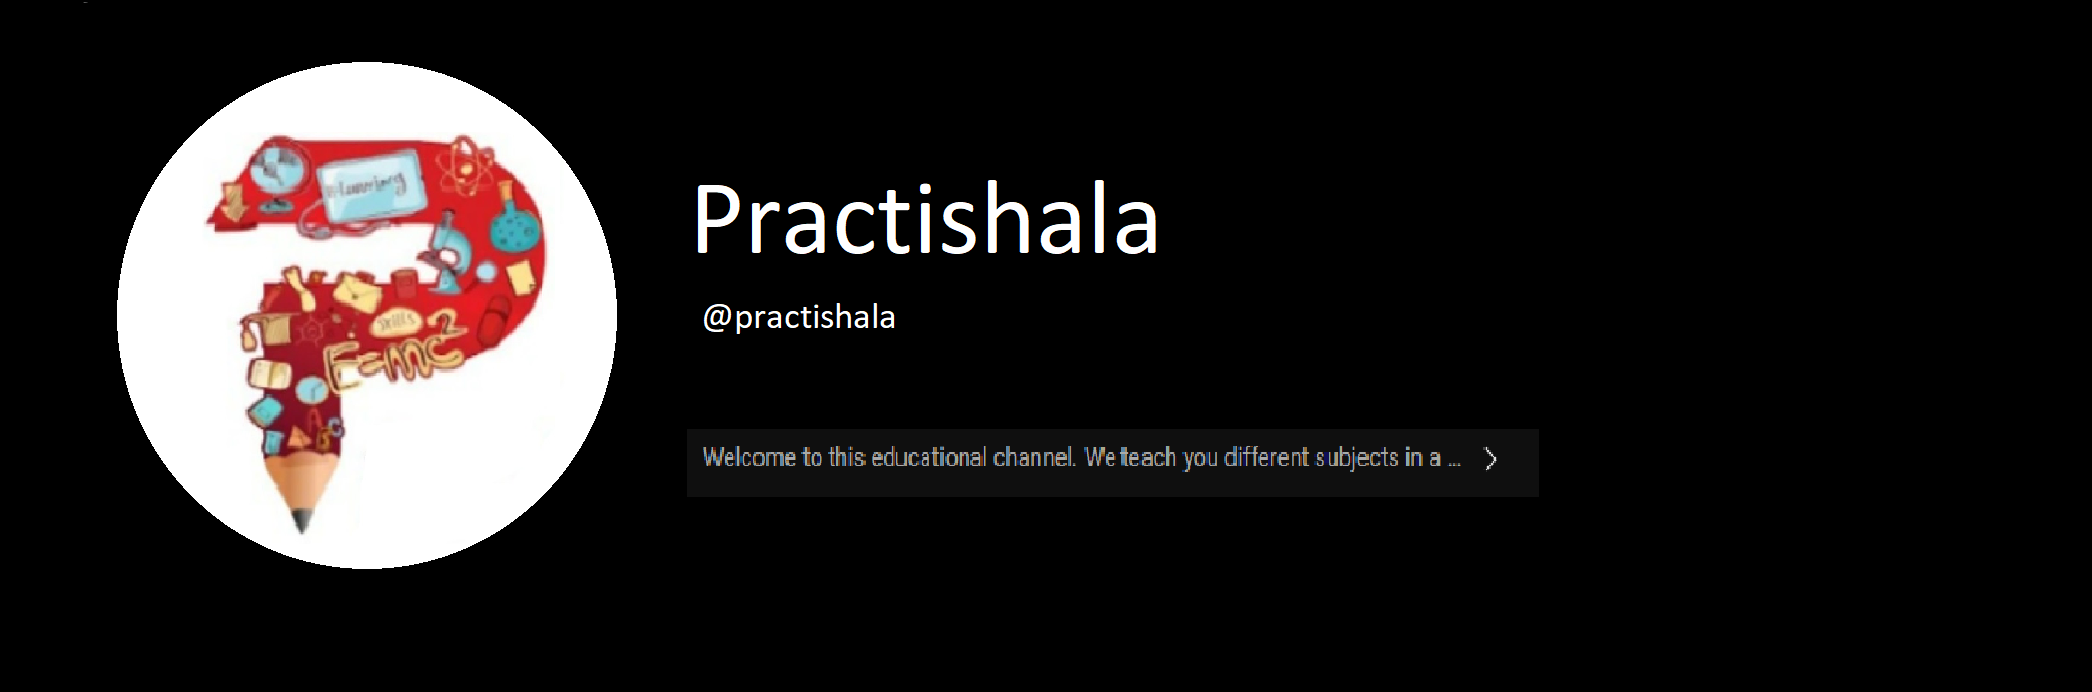 Learning
Skills
E=mc²
A
B
C
Practishala
@practishala
Welcome to this educational channel. We teach you different subjects in a ...